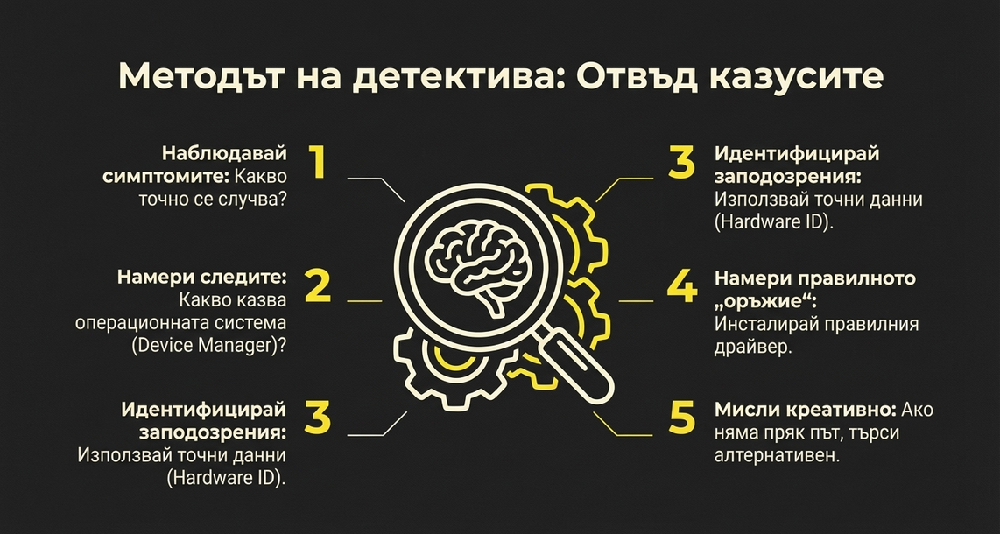 Методът на детектива: Отвъд казусите
1
Наблюдавай
симптомите: Какво
точно се случва?
2
Намери следите:
Какво казва
операционната система
(Device Manager)?
3
Идентифицирай
заподозрения:
Използвай точни данни
(Hardware ID).
3
Идентифицирай
заподозрения:
Използвай точни данни
(Hardware ID).
4
Намери правилното
„оръжие“:
Инсталирай правилния
драйвер.
5
Мисли креативно: Ако
няма пряк път, търси
алтернативен.